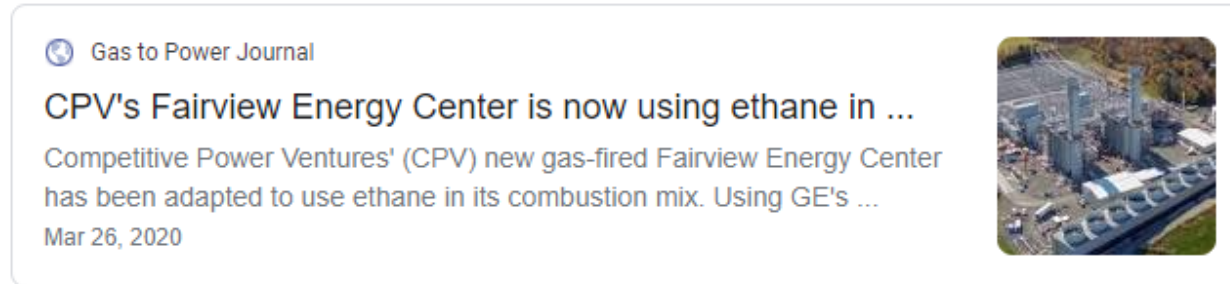 Gas to Power Journal
CPV's Fairview Energy Center is now using ethane in ...
Competitive Power Ventures' (CPV) new gas-fired Fairview Energy Center
has been adapted to use ethane in its combustion mix. Using GE's ...
Mar 26, 2020